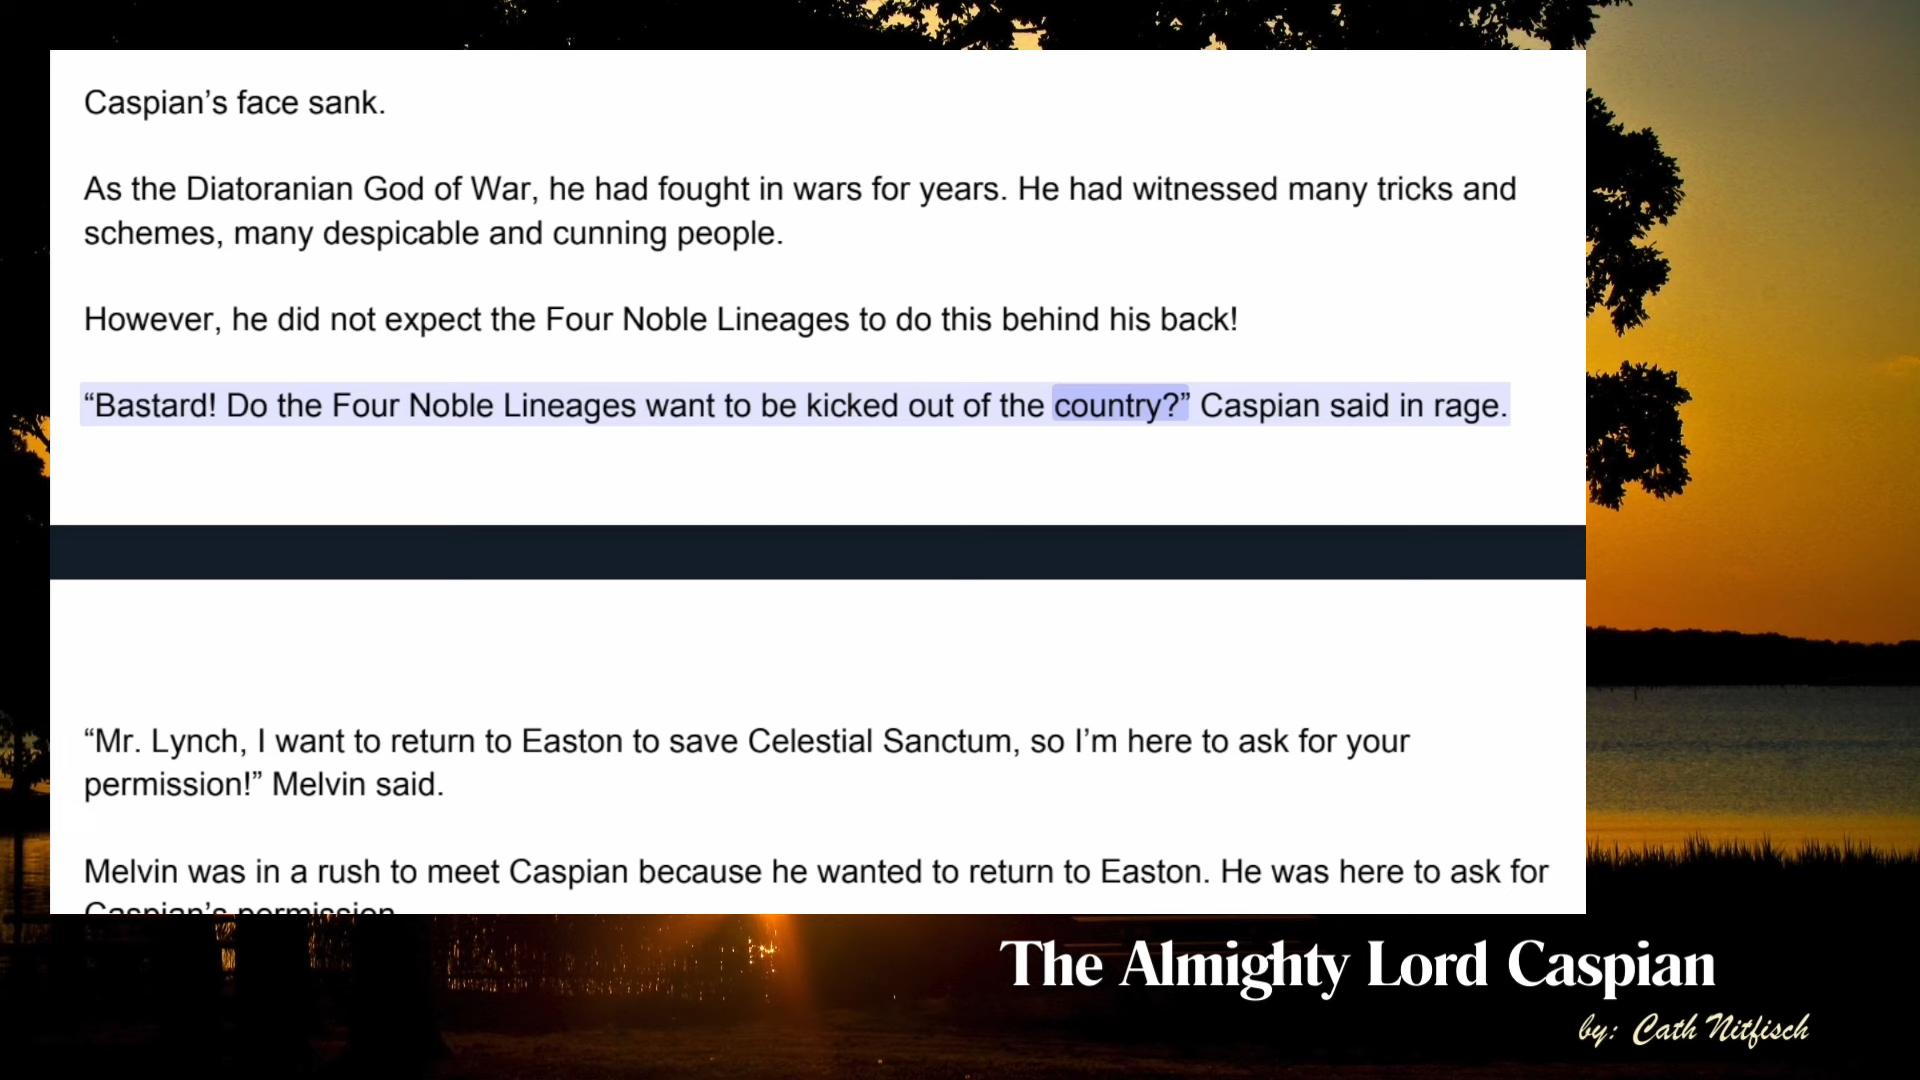 Caspian’s face sank.
As the Diatoranian God of War, he had fought in wars for years. He had witnessed many tricks and
schemes, many despicable and cunning people.
However, he did not expect the Four Noble Lineages to do this behind his back!
“Bastard! Do the Four Noble Lineages want to be kicked out of the country?” Caspian said in rage.
“Mr. Lynch, I want to return to Easton to save Celestial Sanctum, so I’m here to ask for your
permission!” Melvin said.
Melvin was in a rush to meet Caspian because he wanted to return to Easton. He was here to ask for
Caspian’s permission.
The Almighty Lord Caspian
by: Cath Nitfisch